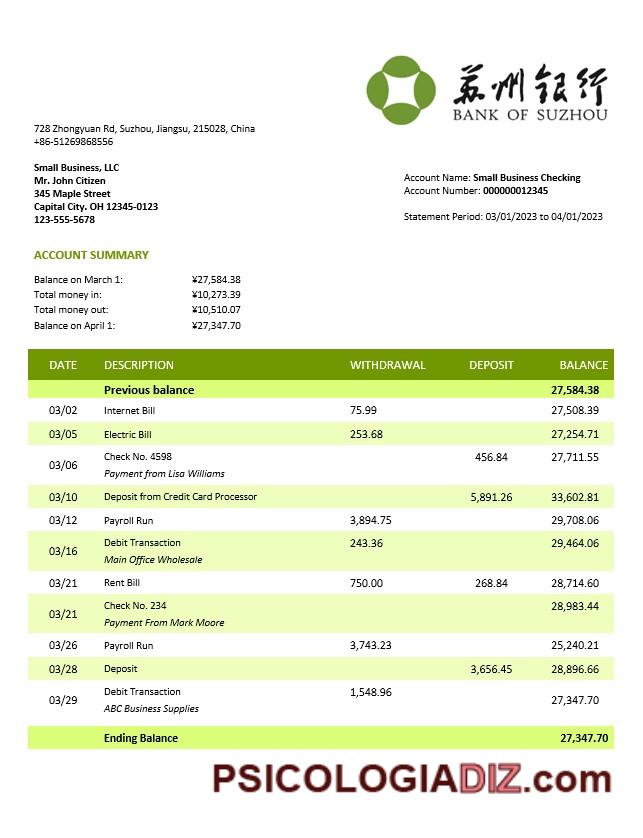 苏州银行
BANK OF SUZHOU
728 Zhongyuan Rd, Suzhou, Jiangsu, 215028, China
+86-51269868556
Small Business, LLC
Mr. John Citizen
345 Maple Street
Capital City. OH 12345-0123
123-555-5678
Account Name: Small Business Checking
Account Number: 000000012345
Statement Period: 03/01/2023 to 04/01/2023
ACCOUNT SUMMARY
Balance on March 1: ¥27,584.38
Total money in: ¥10,273.39
Total money out: ¥10,510.07
Balance on April 1: ¥27,347.70
DATE DESCRIPTION WITHDRAWAL DEPOSIT BALANCE
Previous balance 27,584.38
03/02 Internet Bill 75.99 27,508.39
03/05 Electric Bill 253.68 27,254.71
03/06 Check No. 4598 456.84 27,711.55
Payment from Lisa Williams
03/10 Deposit from Credit Card Processor 5,891.26 33,602.81
03/12 Payroll Run 3,894.75 29,708.06
03/16 Debit Transaction 243.36 29,464.06
Main Office Wholesale
03/21 Rent Bill 750.00 268.84 28,714.60
03/21 Check No. 234 28,983.44
Payment From Mark Moore
03/26 Payroll Run 3,743.23 25,240.21
03/28 Deposit 3,656.45 28,896.66
03/29 Debit Transaction 1,548.96 27,347.70
ABC Business Supplies
Ending Balance 27,347.70
PSICOLOGIADIZ.com